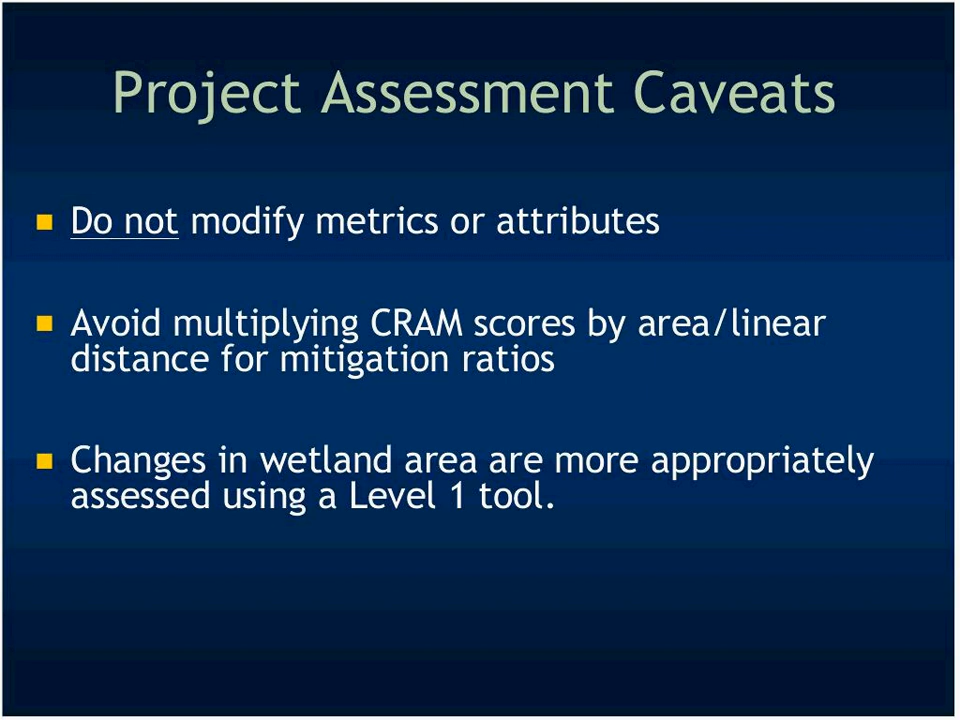 Project Assessment Caveats
Do not modify metrics or attributes
Avoid multiplying CRAM scores by area/linear
distance for mitigation ratios
Changes in wetland area are more appropriately
assessed using a Level 1 tool.